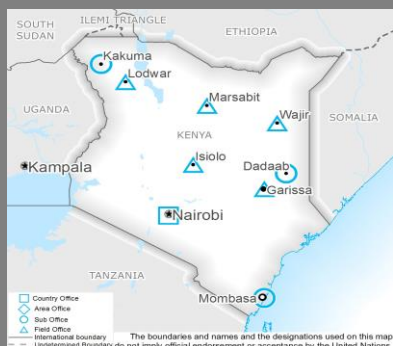 SOUTH
SUDAN
ILEMI TRIANGLE
ETHIOPIA
Kakuma
Lodwar
Marsabit
UGANDA
Wajir
SOMALIA
KENYA
Kampala
Isiolo
Dadaab
Garissa
Nairobi
TANZANIA
Mombasa
Country Office
Area Office
Sub Office
Field Office
International boundary
Undetermined Boundary
The boundaries and names and the designations used on this map
do not imply official endorsement or acceptance by the United Nations